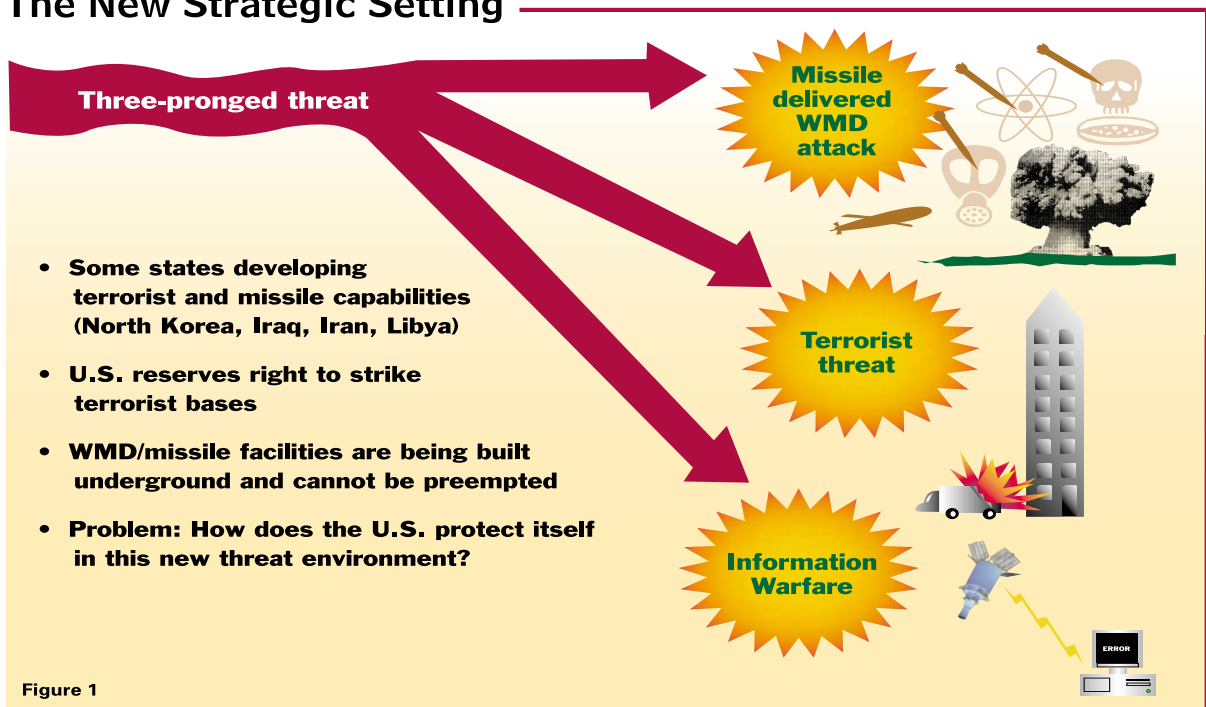 The New Strategic Setting
Three-pronged threat
Missile
delivered
WMD
attack
• Some states developing
terrorist and missile capabilities
(North Korea, Iraq, Iran, Libya)
• U.S. reserves right to strike
terrorist bases
• WMD/missile facilities are being built
underground and cannot be preempted
• Problem: How does the U.S. protect itself
in this new threat environment?
Terrorist
threat
Information
Warfare
ERROR
Figure 1